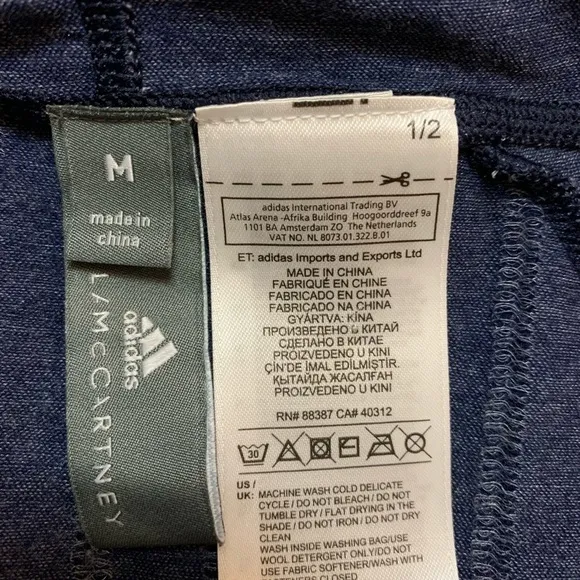 M
made in
china
adidas
L/McCARTNEY
1/2
adidas International Trading BV
Atlas Arena -Afrika Building Hoogoorddreef 9a
1101 BA Amsterdam ZO The Netherlands
VAT NO. NL 8073.01.322.B.01
ET: adidas Imports and Exports Ltd
MADE IN CHINA
FABRIQUÉ EN CHINE
FABRICADO EN CHINA
FABRICADO NA CHINA
GYÁRTVA: KÍNA
ПРОИЗВЕДЕНО В КИТАЙ
СДЕЛАНО В КИТАЕ
PROIZVEDENO U KINI
ÇİN'DE İMAL EDİLMİŞTİR.
ҚЫТАЙДА ЖАСАЛҒАН
PROIZVEDENO U KINI
RN# 88387 CA# 40312
30
US /
UK: MACHINE WASH COLD DELICATE
CYCLE / DO NOT BLEACH / DO NOT
TUMBLE DRY / FLAT DRYING IN THE
SHADE / DO NOT IRON / DO NOT DRY
CLEAN
WASH INSIDE WASHING BAG/USE
WOOL DETERGENT ONLY/DO NOT
USE FABRIC SOFTENER/WASH WITH
FASTENERS CLOSED